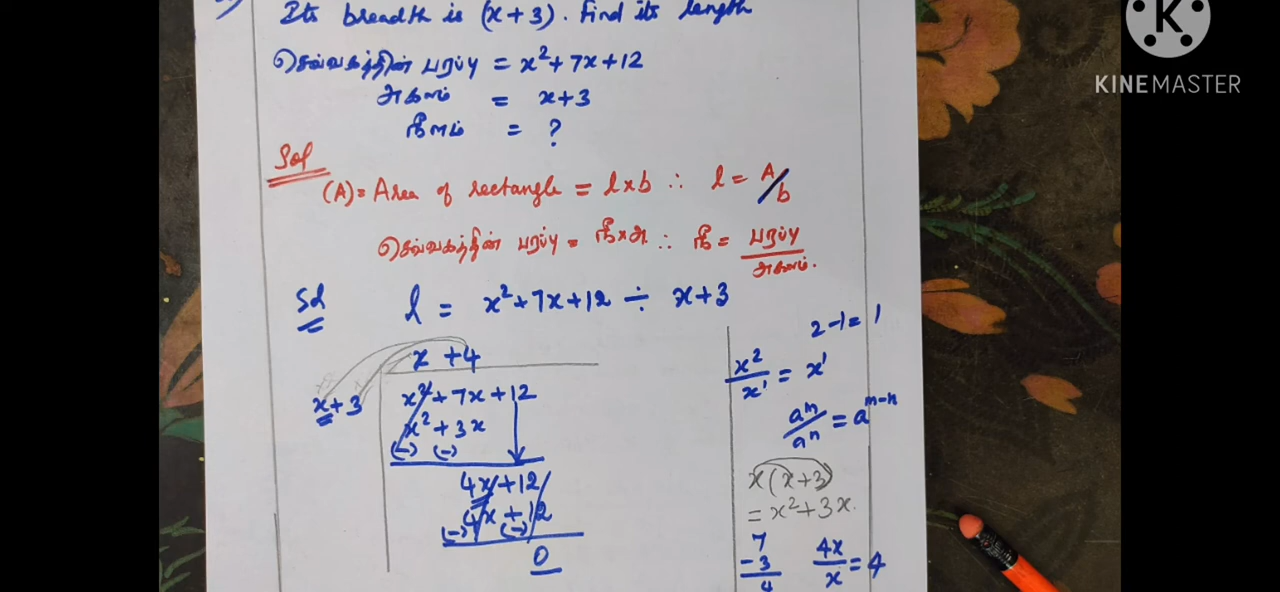 Its breadth is (x+3). Find its length
செவ்வகத்தின் பரப்பு = x²+7x+12
அகலம் = x+3
நீளம் = ?
Sol
(A)= Area of rectangle = l×b ∴ l = A/b
செவ்வகத்தின் பரப்பு = நீ×அ ∴ நீ = பரப்பு/அகலம்.
Sol l = x²+7x+12 ÷ x+3
x +4
x+3 x²+7x+12
x²+3x
(-) (-)
4x+12
4x+12
(-) (-)
0
2-1=1
x²/x¹ = x¹
aᵐ/aⁿ = aᵐ⁻ⁿ
x(x+3)
= x²+3x.
7
-3
4
4x/x = 4
K
KINEMASTER